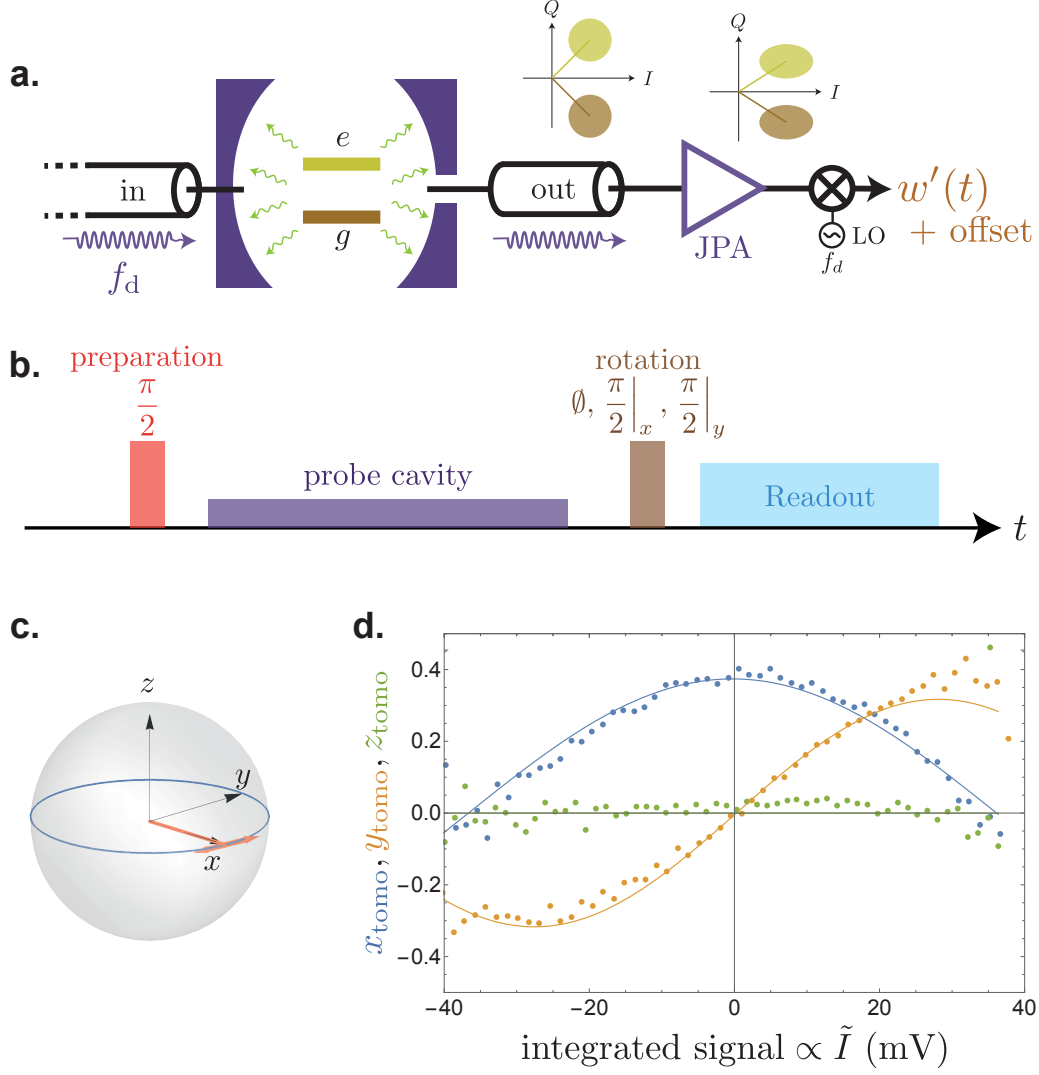 a.
Q
I
Q
I
in
e
g
out
JPA
LO
f_d
w′(t)
+ offset
f_d
b.
preparation
π/2
probe cavity
rotation
∅, π/2|_x, π/2|_y
Readout
t
c.
z
y
x
d.
x_tomo, y_tomo, z_tomo
0.4
0.2
0.0
−0.2
−0.4
−40
−20
0
20
40
integrated signal ∝ Ĩ (mV)